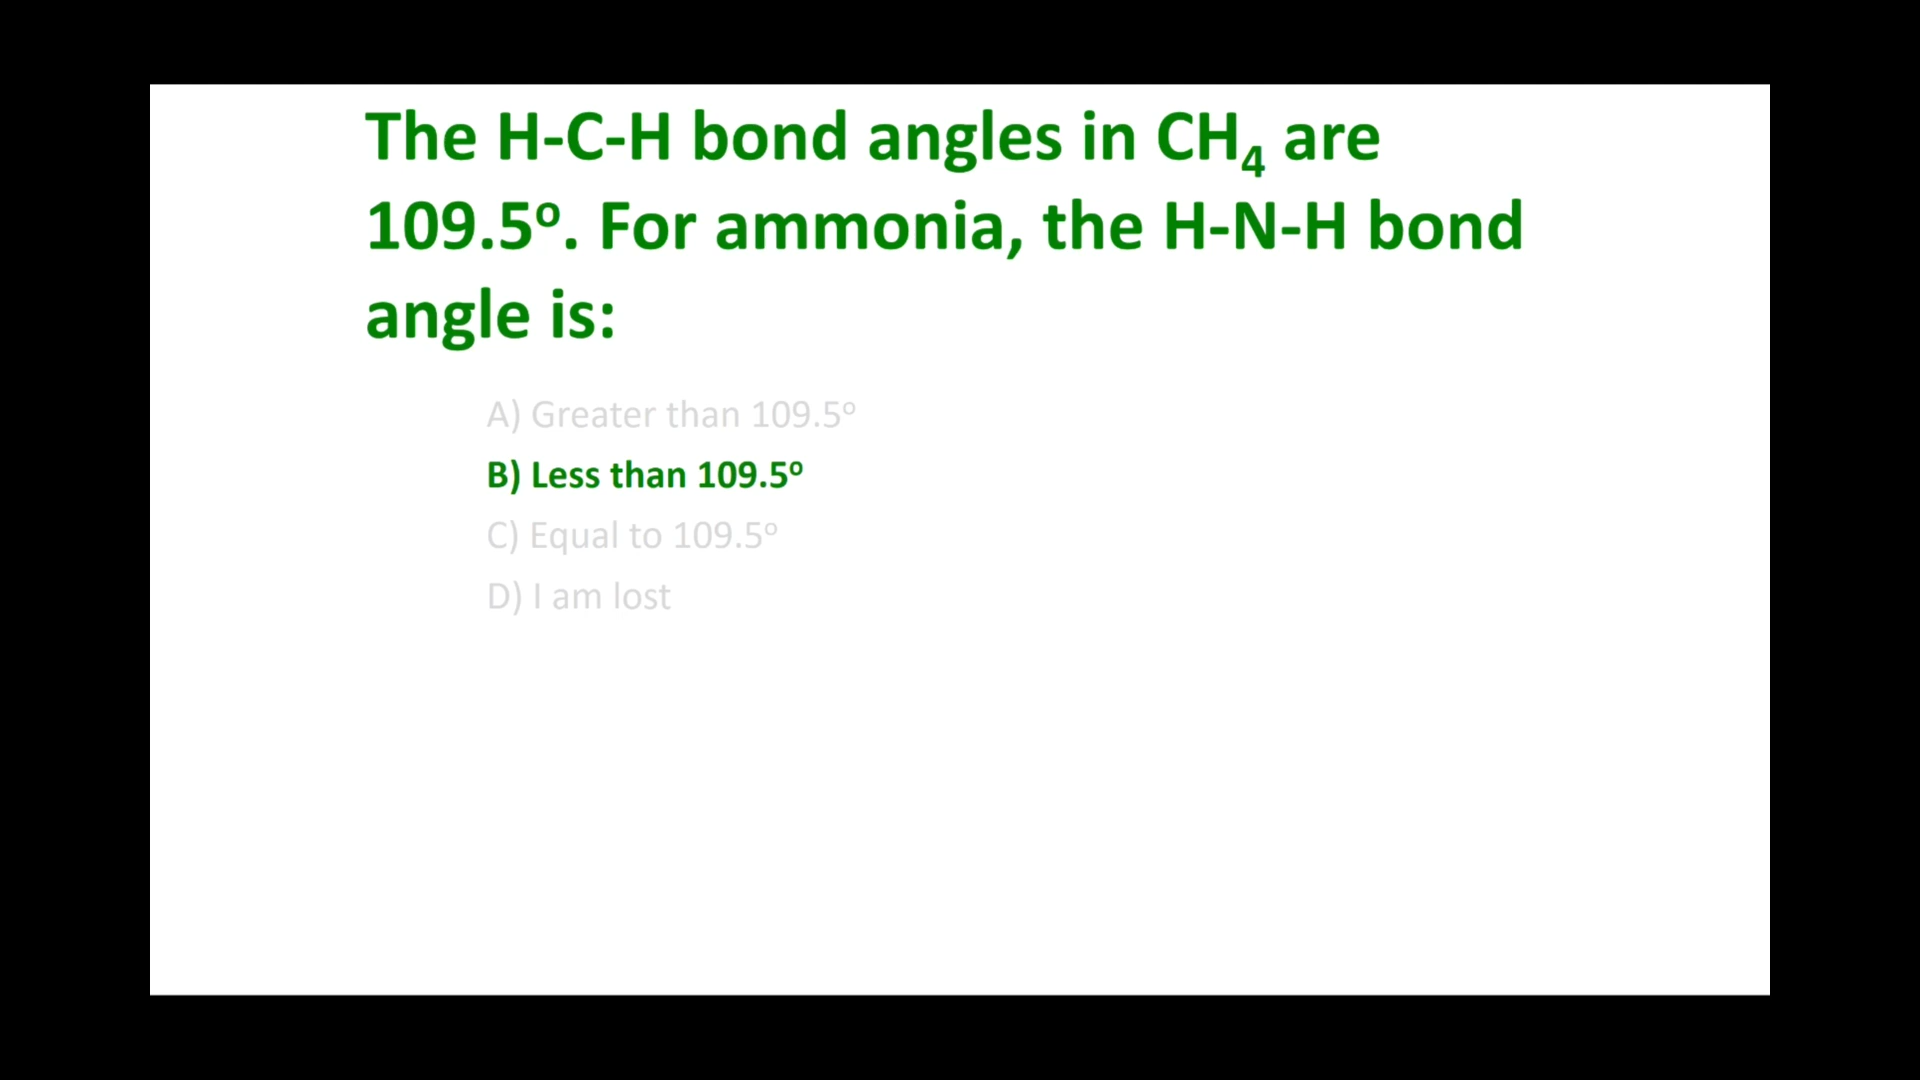 The H-C-H bond angles in CH₄ are
109.5º. For ammonia, the H-N-H bond
angle is:
A) Greater than 109.5º
B) Less than 109.5º
C) Equal to 109.5º
D) I am lost